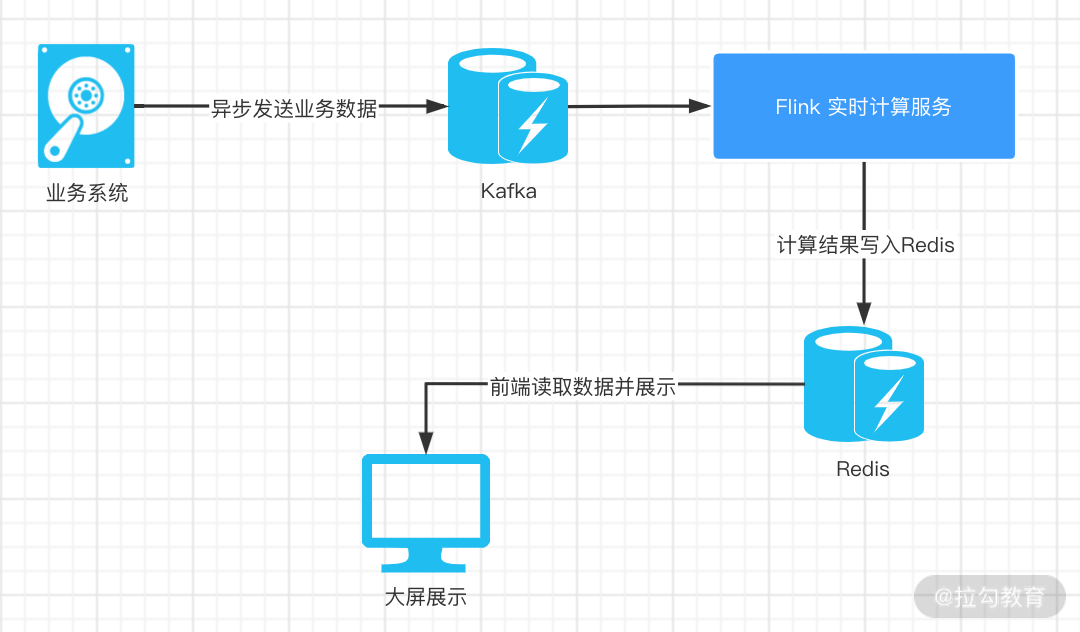 异步发送业务数据
Flink 实时计算服务
业务系统
Kafka
计算结果写入Redis
前端读取数据并展示
Redis
大屏展示
@拉勾教育